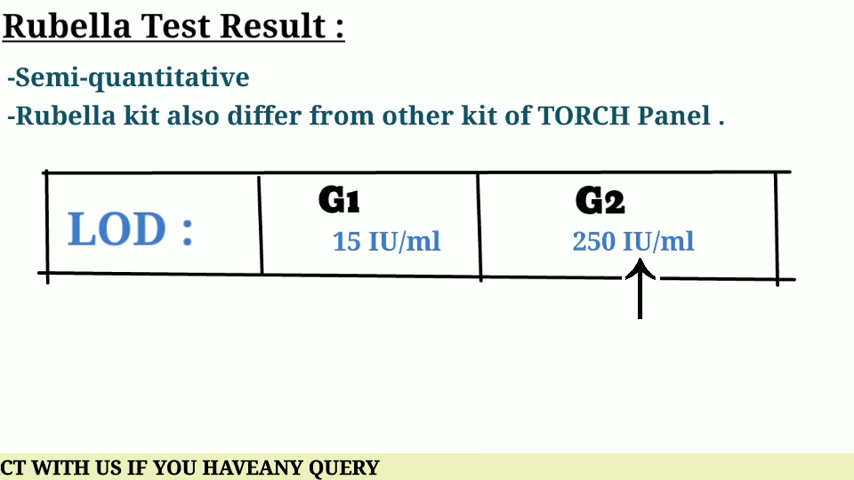 Rubella Test Result :
-Semi-quantitative
-Rubella kit also differ from other kit of TORCH Panel .
G1 G2
LOD :
15 IU/ml 250 IU/ml
CT WITH US IF YOU HAVEANY QUERY